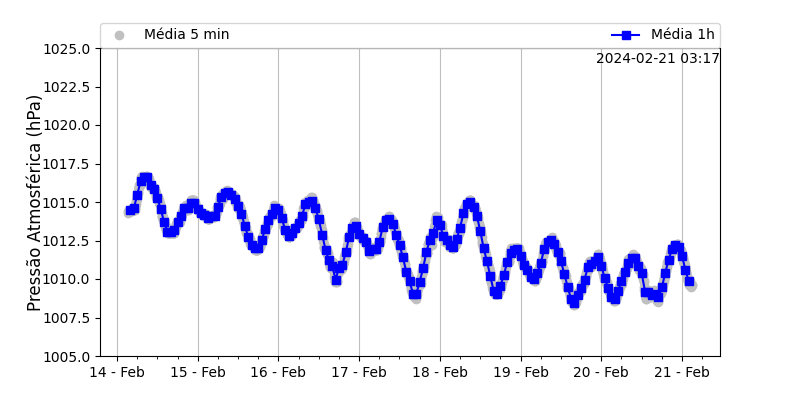 Média 5 min
Média 1h
2024-02-21 03:17
Pressão Atmosférica (hPa)
1025.0
1022.5
1020.0
1017.5
1015.0
1012.5
1010.0
1007.5
1005.0
14 - Feb
15 - Feb
16 - Feb
17 - Feb
18 - Feb
19 - Feb
20 - Feb
21 - Feb